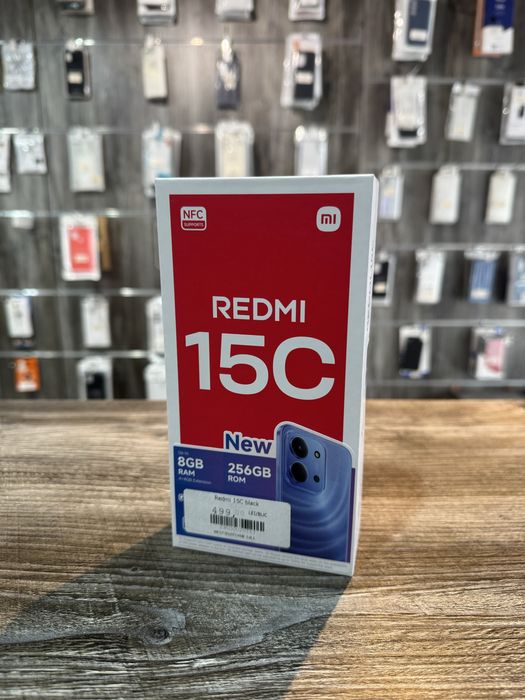 NFC
SUPPORTS
mi
REDMI
15C
New
8GB
RAM
256GB
ROM
Redmi 15C black
499,